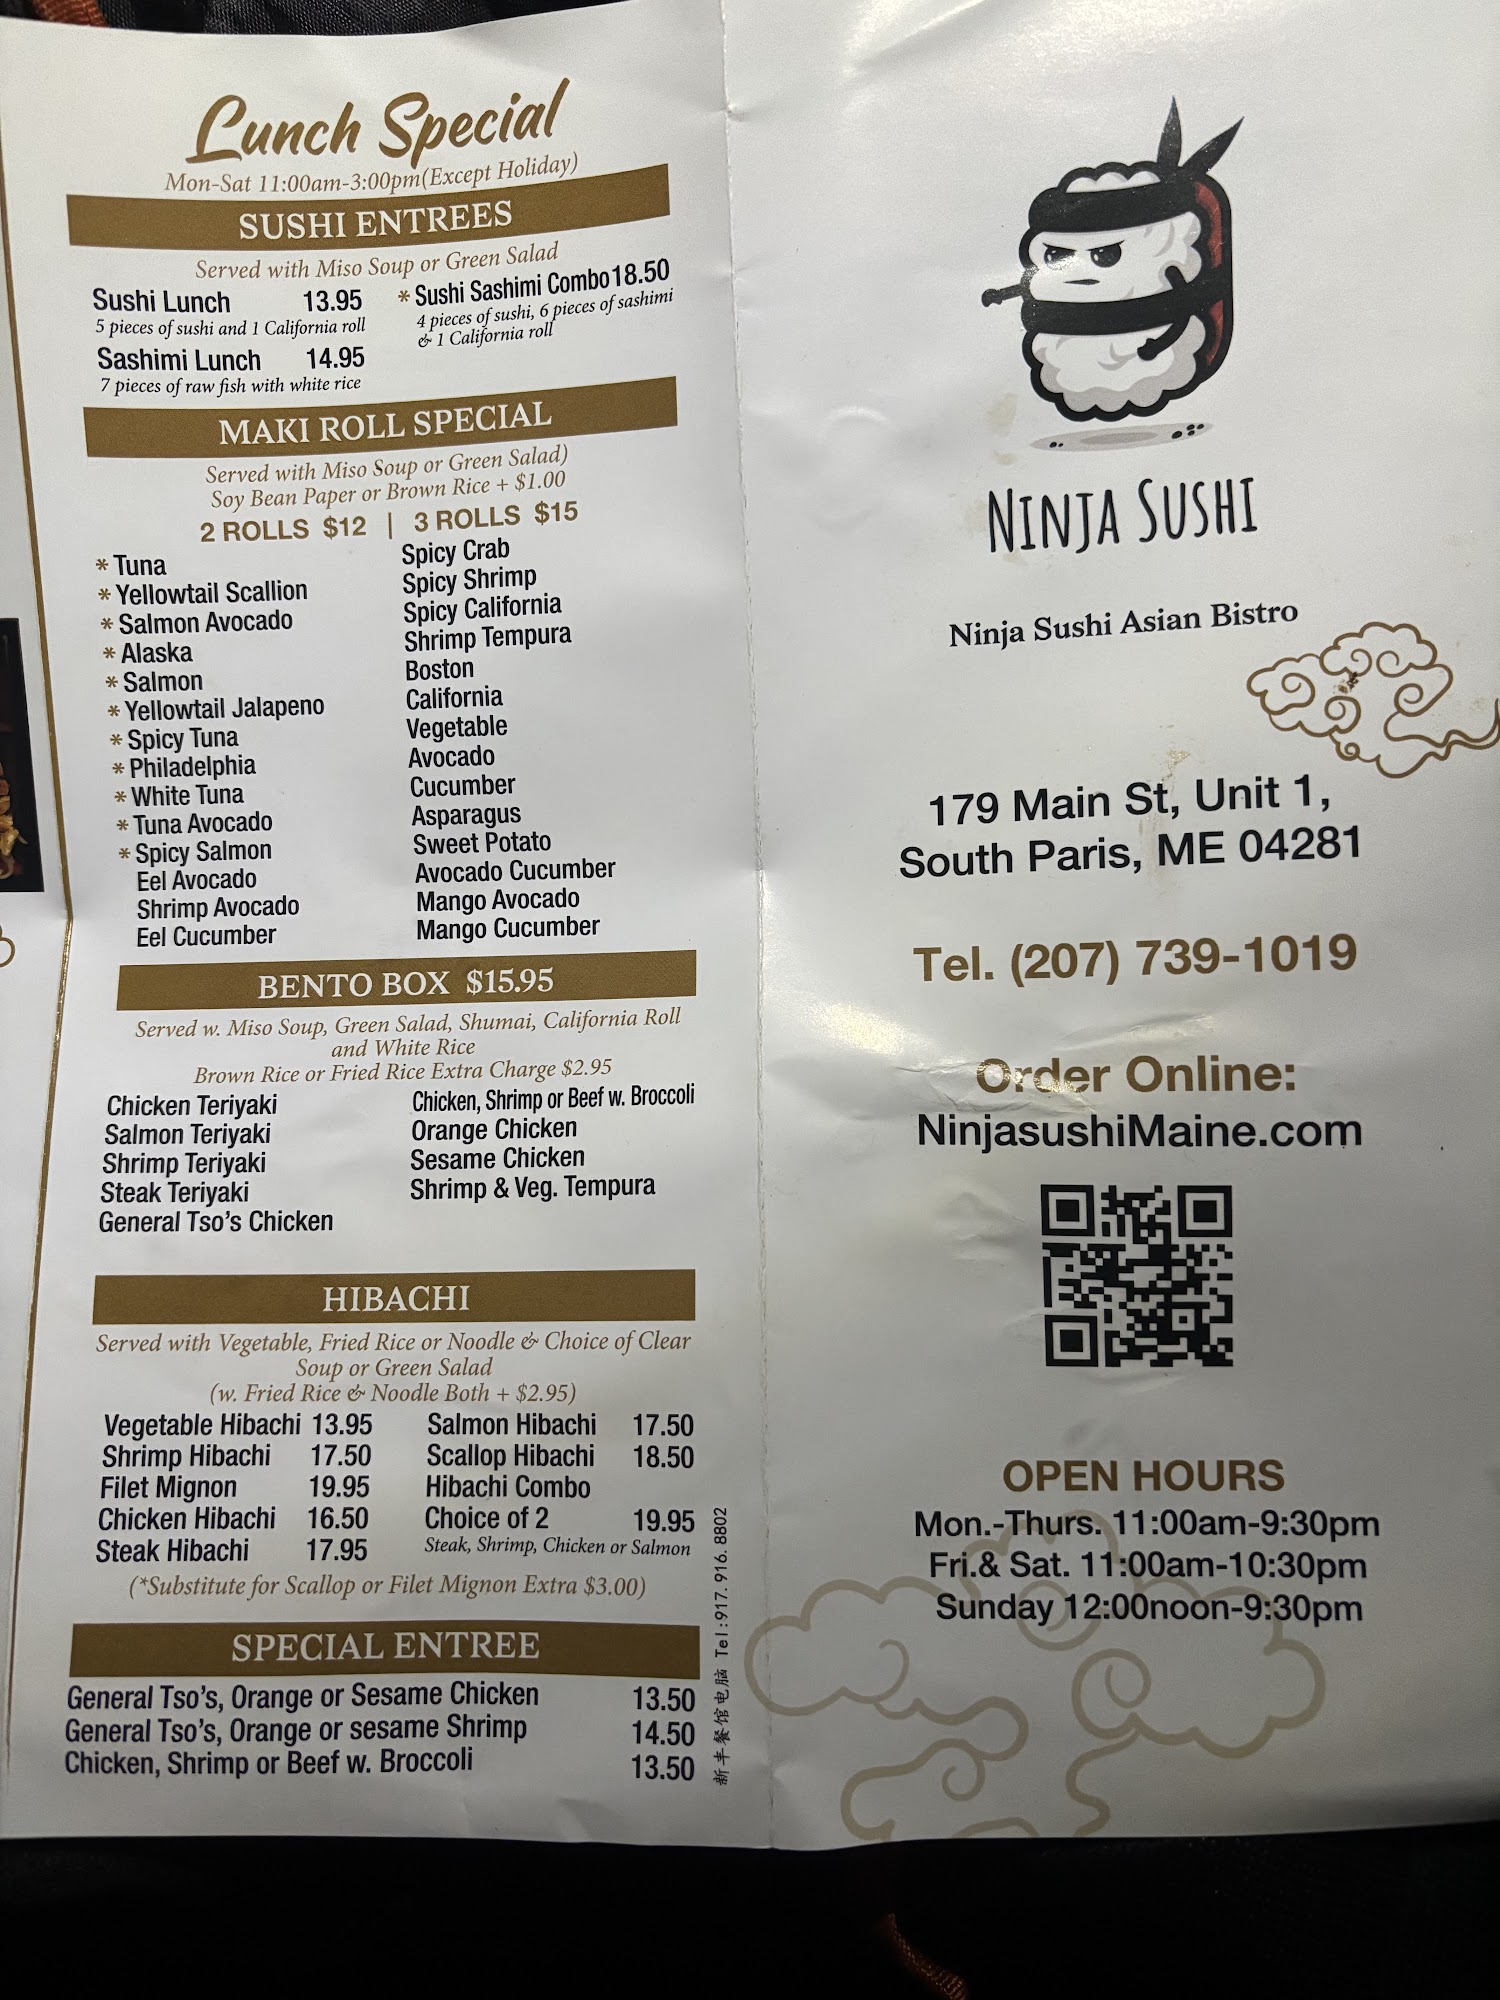 Lunch Special
Mon-Sat 11:00am-3:00pm(Except Holiday)
SUSHI ENTREES
Served with Miso Soup or Green Salad
Sushi Lunch 13.95
5 pieces of sushi and 1 California roll
Sashimi Lunch 14.95
7 pieces of raw fish with white rice
* Sushi Sashimi Combo 18.50
4 pieces of sushi, 6 pieces of sashimi
& 1 California roll
MAKI ROLL SPECIAL
Served with Miso Soup or Green Salad)
Soy Bean Paper or Brown Rice + $1.00
2 ROLLS $12 | 3 ROLLS $15
* Tuna
* Yellowtail Scallion
* Salmon Avocado
* Alaska
* Salmon
* Yellowtail Jalapeno
* Spicy Tuna
* Philadelphia
* White Tuna
* Tuna Avocado
* Spicy Salmon
Eel Avocado
Shrimp Avocado
Eel Cucumber
Spicy Crab
Spicy Shrimp
Spicy California
Shrimp Tempura
Boston
California
Vegetable
Avocado
Cucumber
Asparagus
Sweet Potato
Avocado Cucumber
Mango Avocado
Mango Cucumber
BENTO BOX $15.95
Served w. Miso Soup, Green Salad, Shumai, California Roll
and White Rice
Brown Rice or Fried Rice Extra Charge $2.95
Chicken Teriyaki
Salmon Teriyaki
Shrimp Teriyaki
Steak Teriyaki
General Tso's Chicken
Chicken, Shrimp or Beef w. Broccoli
Orange Chicken
Sesame Chicken
Shrimp & Veg. Tempura
HIBACHI
Served with Vegetable, Fried Rice or Noodle & Choice of Clear
Soup or Green Salad
(w. Fried Rice & Noodle Both + $2.95)
Vegetable Hibachi 13.95
Shrimp Hibachi 17.50
Filet Mignon 19.95
Chicken Hibachi 16.50
Steak Hibachi 17.95
Salmon Hibachi 17.50
Scallop Hibachi 18.50
Hibachi Combo
Choice of 2 19.95
Steak, Shrimp, Chicken or Salmon
(*Substitute for Scallop or Filet Mignon Extra $3.00)
SPECIAL ENTREE
General Tso's, Orange or Sesame Chicken 13.50
General Tso's, Orange or sesame Shrimp 14.50
Chicken, Shrimp or Beef w. Broccoli 13.50
新丰餐馆电脑 Tel:917.916.8802
NINJA SUSHI
Ninja Sushi Asian Bistro
179 Main St, Unit 1,
South Paris, ME 04281
Tel. (207) 739-1019
Order Online:
NinjasushiMaine.com
OPEN HOURS
Mon.-Thurs. 11:00am-9:30pm
Fri.& Sat. 11:00am-10:30pm
Sunday 12:00noon-9:30pm